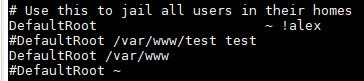 # Use this to jail all users in their homes
DefaultRoot ~ !alex
#DefaultRoot /var/www/test test
DefaultRoot /var/www
#DefaultRoot ~